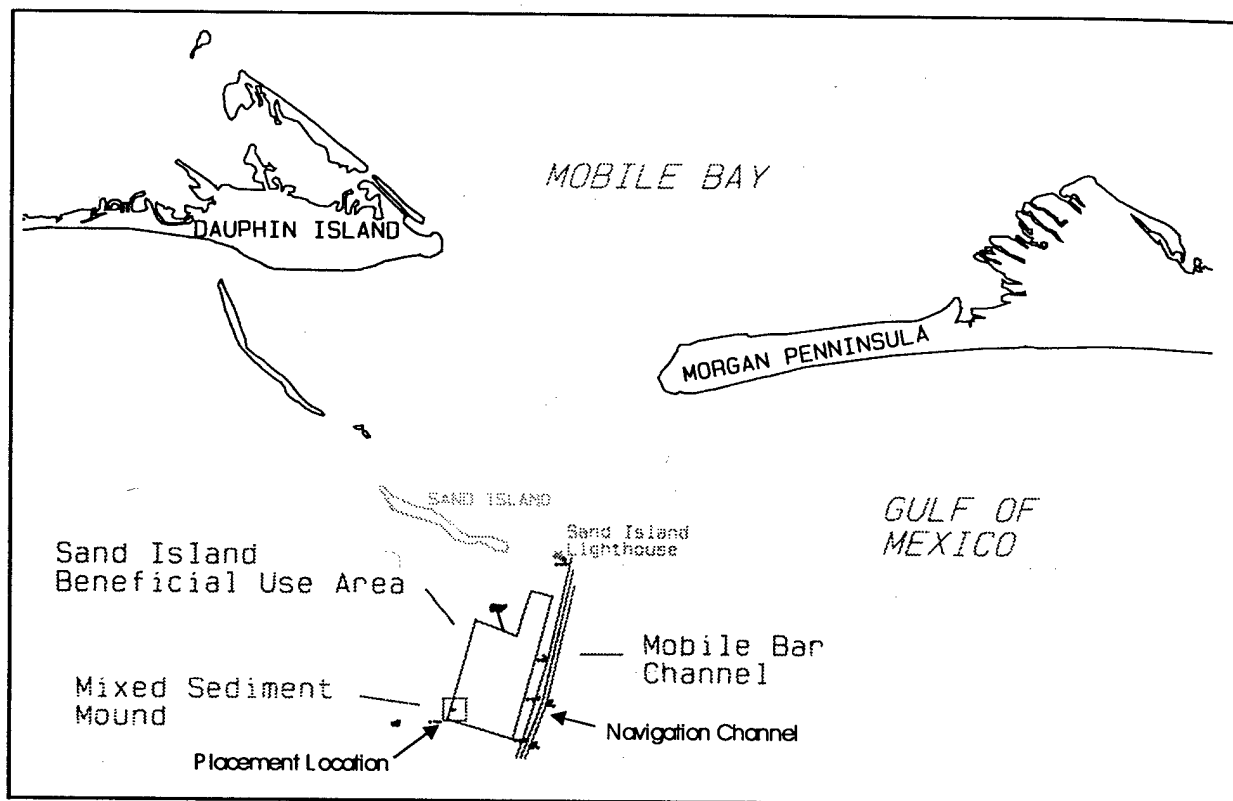 MOBILE BAY
DAUPHIN ISLAND
MORGAN PENNINSULA
SAND ISLAND
GULF OF
MEXICO
Sand Island
Lighthouse
Sand Island
Beneficial Use Area
Mobile Bar
Channel
Mixed Sediment
Mound
Navigation Channel
Placement Location